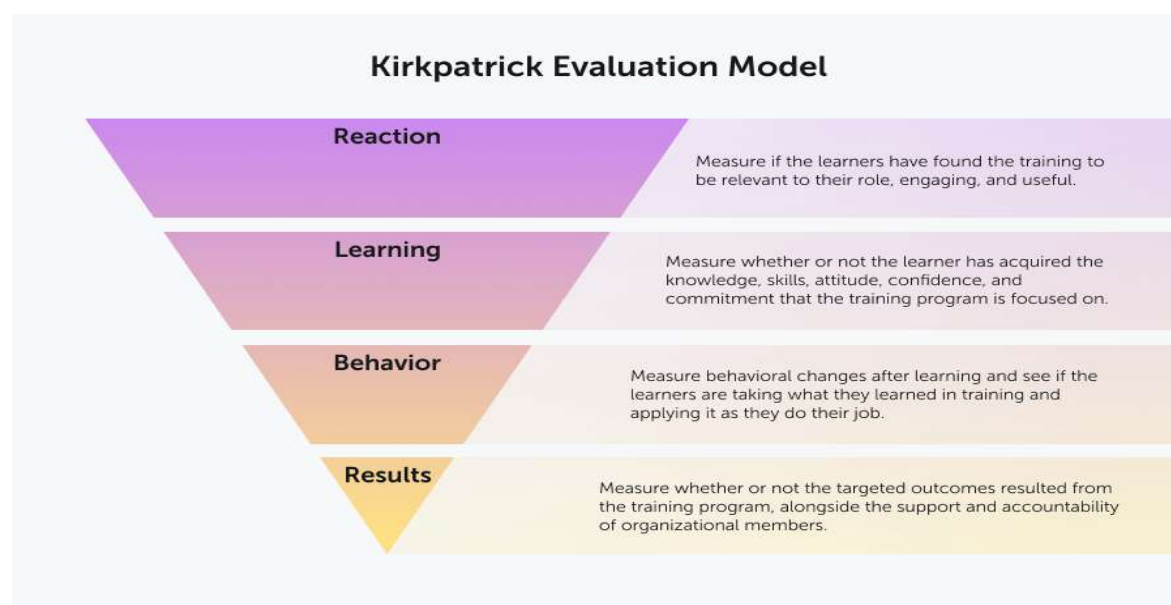 Kirkpatrick Evaluation Model
Reaction
Measure if the learners have found the training to
be relevant to their role, engaging, and useful.
Learning
Measure whether or not the learner has acquired the
knowledge, skills, attitude, confidence, and
commitment that the training program is focused on.
Behavior
Measure behavioral changes after learning and see if the
learners are taking what they learned in training and
applying it as they do their job.
Results
Measure whether or not the targeted outcomes resulted from
the training program, alongside the support and accountability
of organizational members.